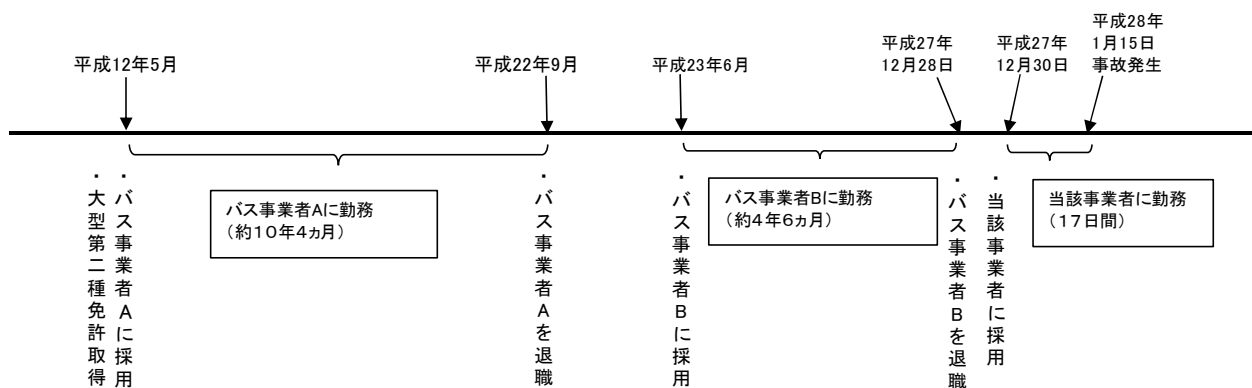 平成12年5月
平成22年9月
平成23年6月
平成27年
12月28日
平成27年
12月30日
平成28年
1月15日
事故発生
・大型第二種免許取得
・バス事業者Aに採用
バス事業者Aに勤務
(約10年4ヵ月)
・バス事業者Aを退職
・バス事業者Bに採用
バス事業者Bに勤務
(約4年6ヵ月)
・バス事業者Bを退職
・当該事業者に採用
当該事業者に勤務
(17日間)